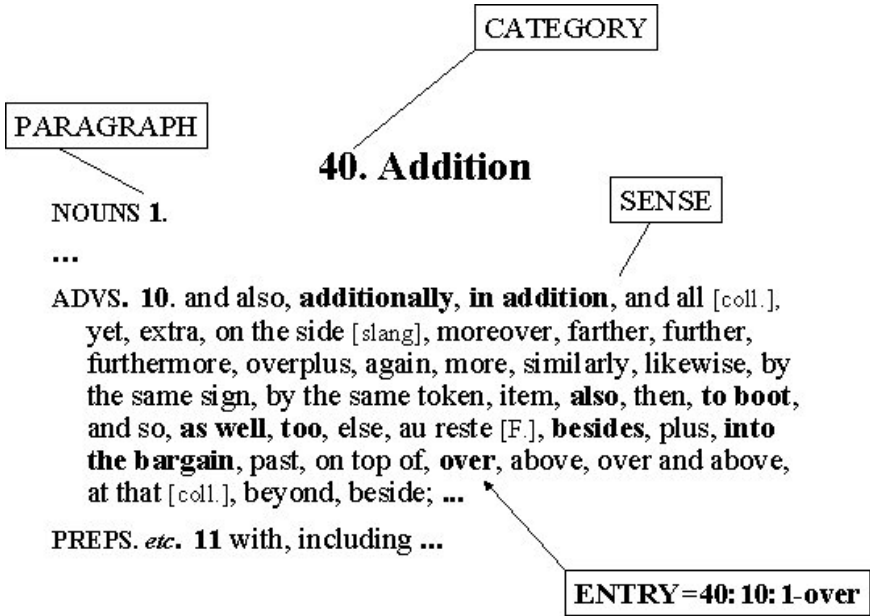 CATEGORY
PARAGRAPH
40. Addition
SENSE
NOUNS 1.
...
ADVS. 10. and also, additionally, in addition, and all [coll.],
yet, extra, on the side [slang], moreover, farther, further,
furthermore, overplus, again, more, similarly, likewise, by
the same sign, by the same token, item, also, then, to boot,
and so, as well, too, else, au reste [F.], besides, plus, into
the bargain, past, on top of, over, above, over and above,
at that [coll.], beyond, beside; ...
PREPS. etc. 11 with, including ...
ENTRY=40:10:1-over